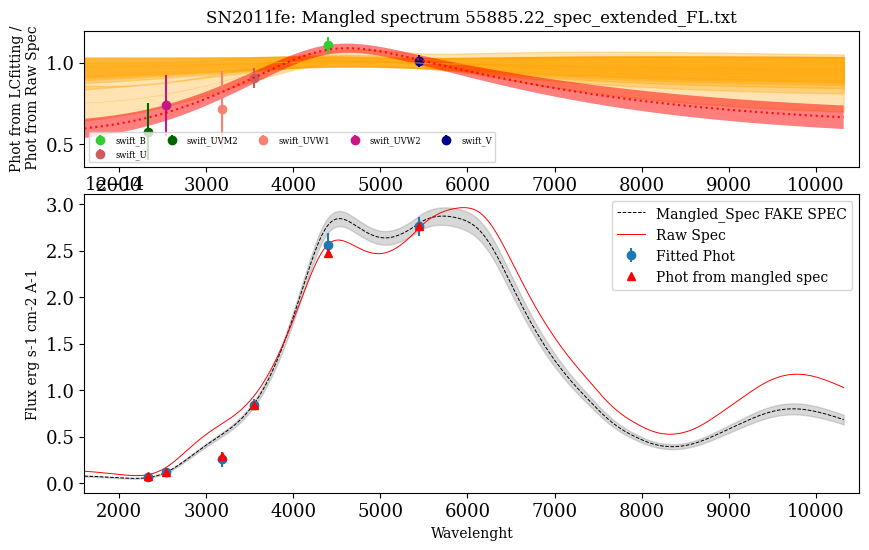 SN2011fe: Mangled spectrum 55885.22_spec_extended_FL.txt
Phot from LCfitting /
Phot from Raw Spec
1.0
0.5
swift_B
swift_UVM2
swift_UVW1
swift_UVW2
swift_V
swift_U
2000 3000 4000 5000 6000 7000 8000 9000 10000
1e−14
Flux erg s-1 cm-2 A-1
3.0
2.5
2.0
1.5
1.0
0.5
0.0
Mangled_Spec FAKE SPEC
Raw Spec
Fitted Phot
Phot from mangled spec
2000 3000 4000 5000 6000 7000 8000 9000 10000
Wavelenght